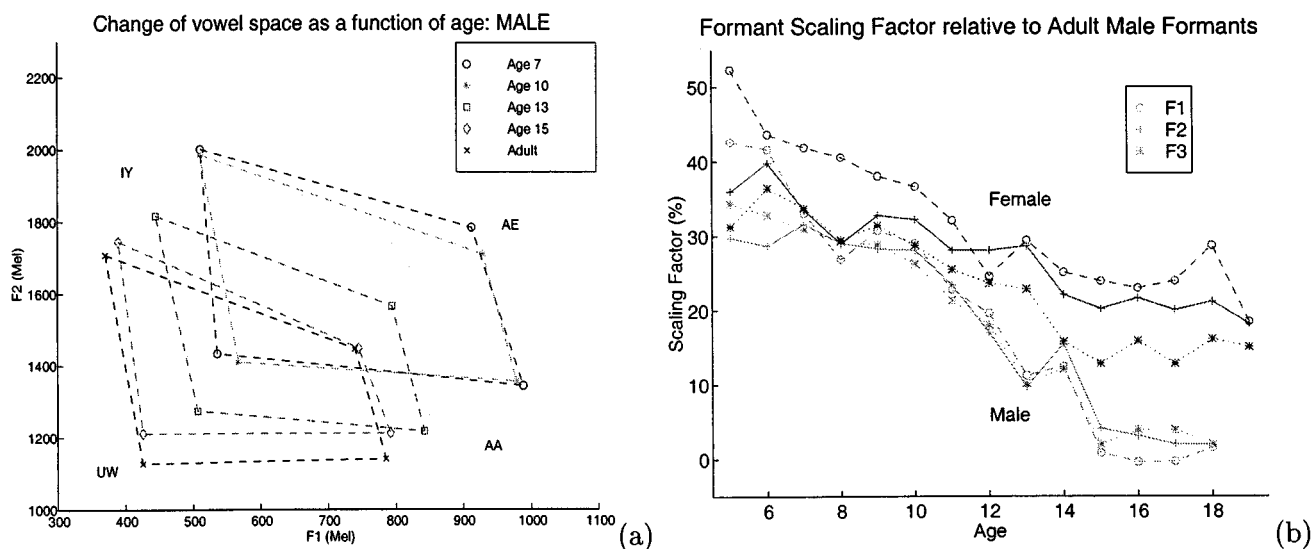 Change of vowel space as a function of age: MALE
2200
2000
1800
1600
1400
1200
1000
F2 (Mel)
300 400 500 600 700 800 900 1000 1100
F1 (Mel)
Age 7
Age 10
Age 13
Age 15
Adult
IY
AE
AA
UW
(a)
Formant Scaling Factor relative to Adult Male Formants
50
40
30
20
10
0
Scaling Factor (%)
6 8 10 12 14 16 18
Age
F1
F2
F3
Female
Male
(b)